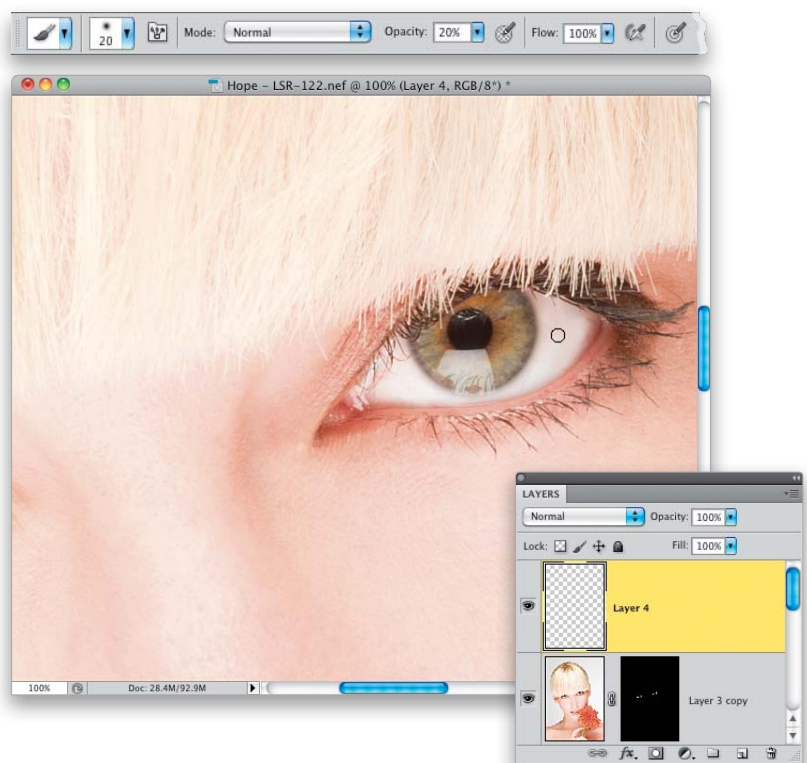 20
Mode: Normal
Opacity: 20%
Flow: 100%
Hope – LSR–122.nef @ 100% (Layer 4, RGB/8*) *
100%
Doc: 28.4M/92.9M
LAYERS
Normal
Opacity: 100%
Lock:
Fill: 100%
Layer 4
Layer 3 copy
fx.